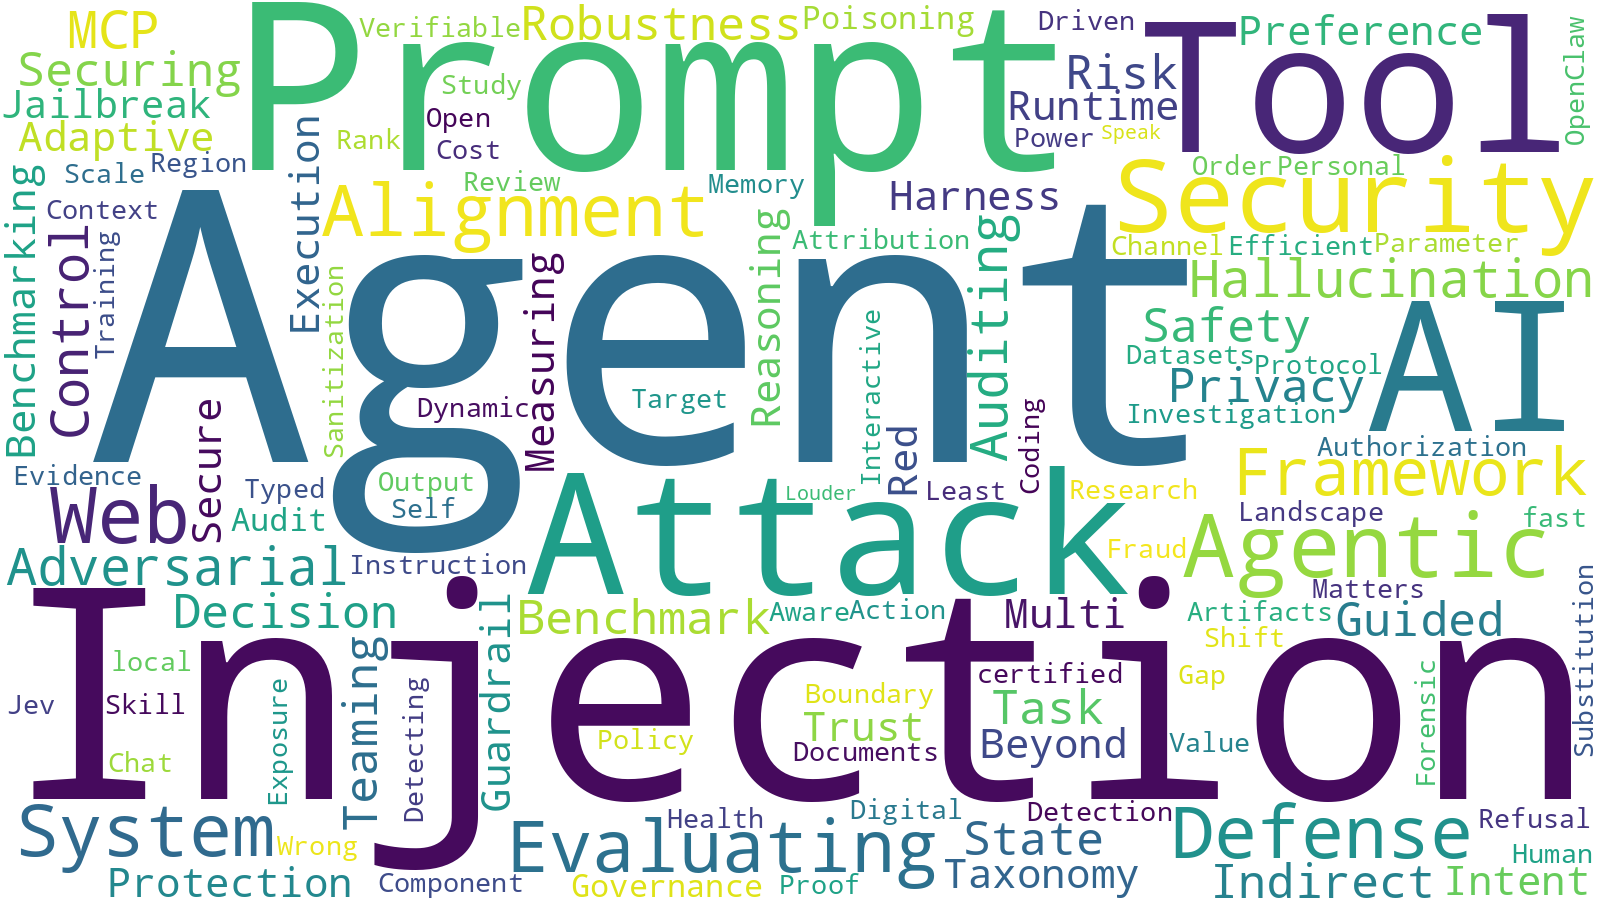 MCP
Prompt
Verifiable
Robustness
Poisoning
Driven
Tool
Preference
OpenClaw
Securing
Study
Risk
Jailbreak
Open
Runtime
Adaptive
Rank
Cost
Power
Speak
Region
Execution
Scale
Review
Memory
Harness
Order
Personal
Security
Benchmarking
Context
Alignment
Control
Training
Agent
Attribution
Reasoning
Auditing
Channel
Efficient
Parameter
Hallucination
Sanitization
Measuring
Interactive
Safety
AI
Datasets
Protocol
Privacy
Investigation
Secure
Dynamic
Target
Red
Coding
Authorization
Evidence
Web
Typed
Output
Self
Audit
Attack
Louder
Least
Research
Framework
Landscape
fast
Agentic
Fraud
Adversarial
Instruction
Injection
Decision
Guardrail
Benchmark
Aware
Action
Multi
Matters
Artifacts
Guided
Substitution
Shift
local
Teaming
certified
Gap
Jev
Skill
Exposure
Detecting
Boundary
Task
Trust
Forensic
Policy
Documents
Beyond
Value
Chat
System
Health
Digital
Detection
Defense
Refusal
Wrong
Evaluating
State
Human
Protection
Component
Governance
Proof
Taxonomy
Indirect
Intent